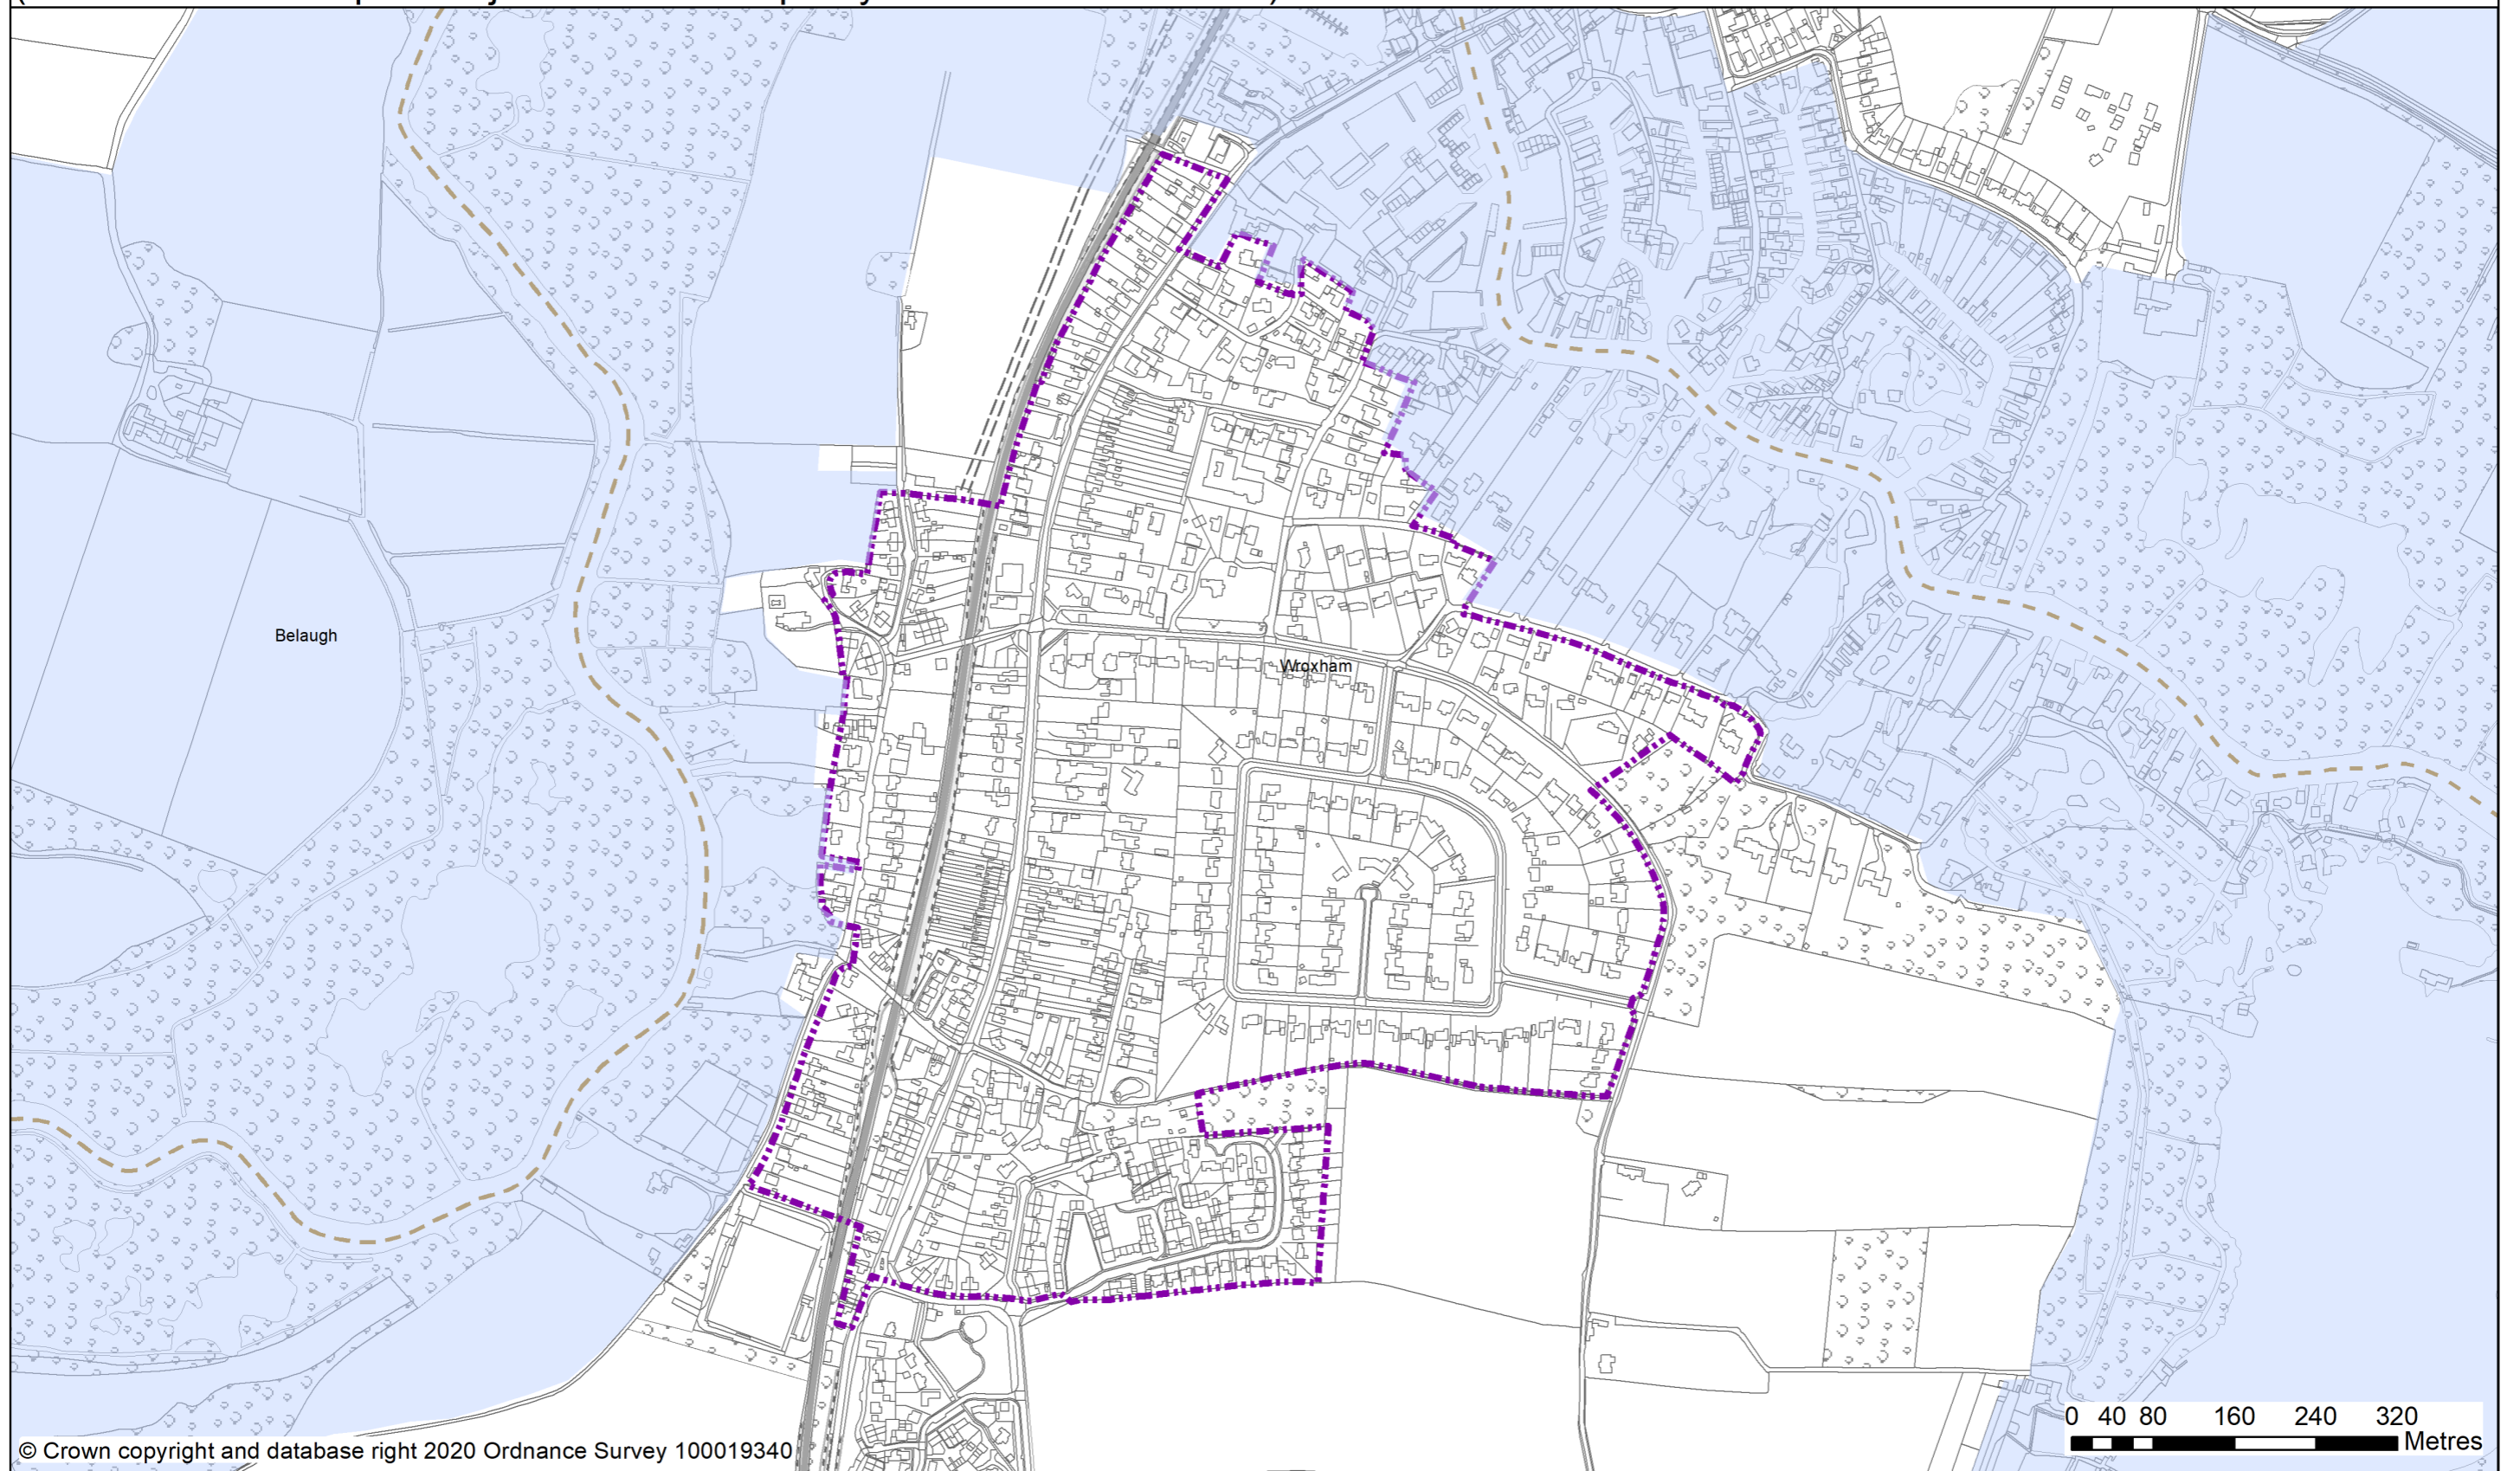 Belaugh
Wroxham
0 40 80 160 240 320
Metres
© Crown copyright and database right 2020 Ordnance Survey 100019340